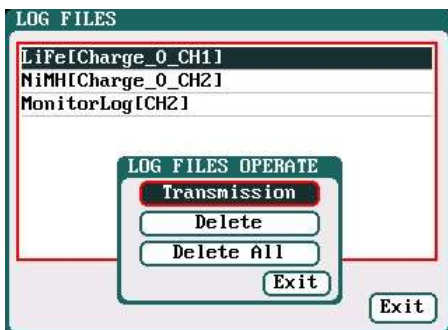 LOG FILES
LiFe[Charge_0_CH1]
NiMH[Charge_0_CH2]
MonitorLog[CH2]
LOG FILES OPERATE
Transmission
Delete
Delete All
Exit
Exit